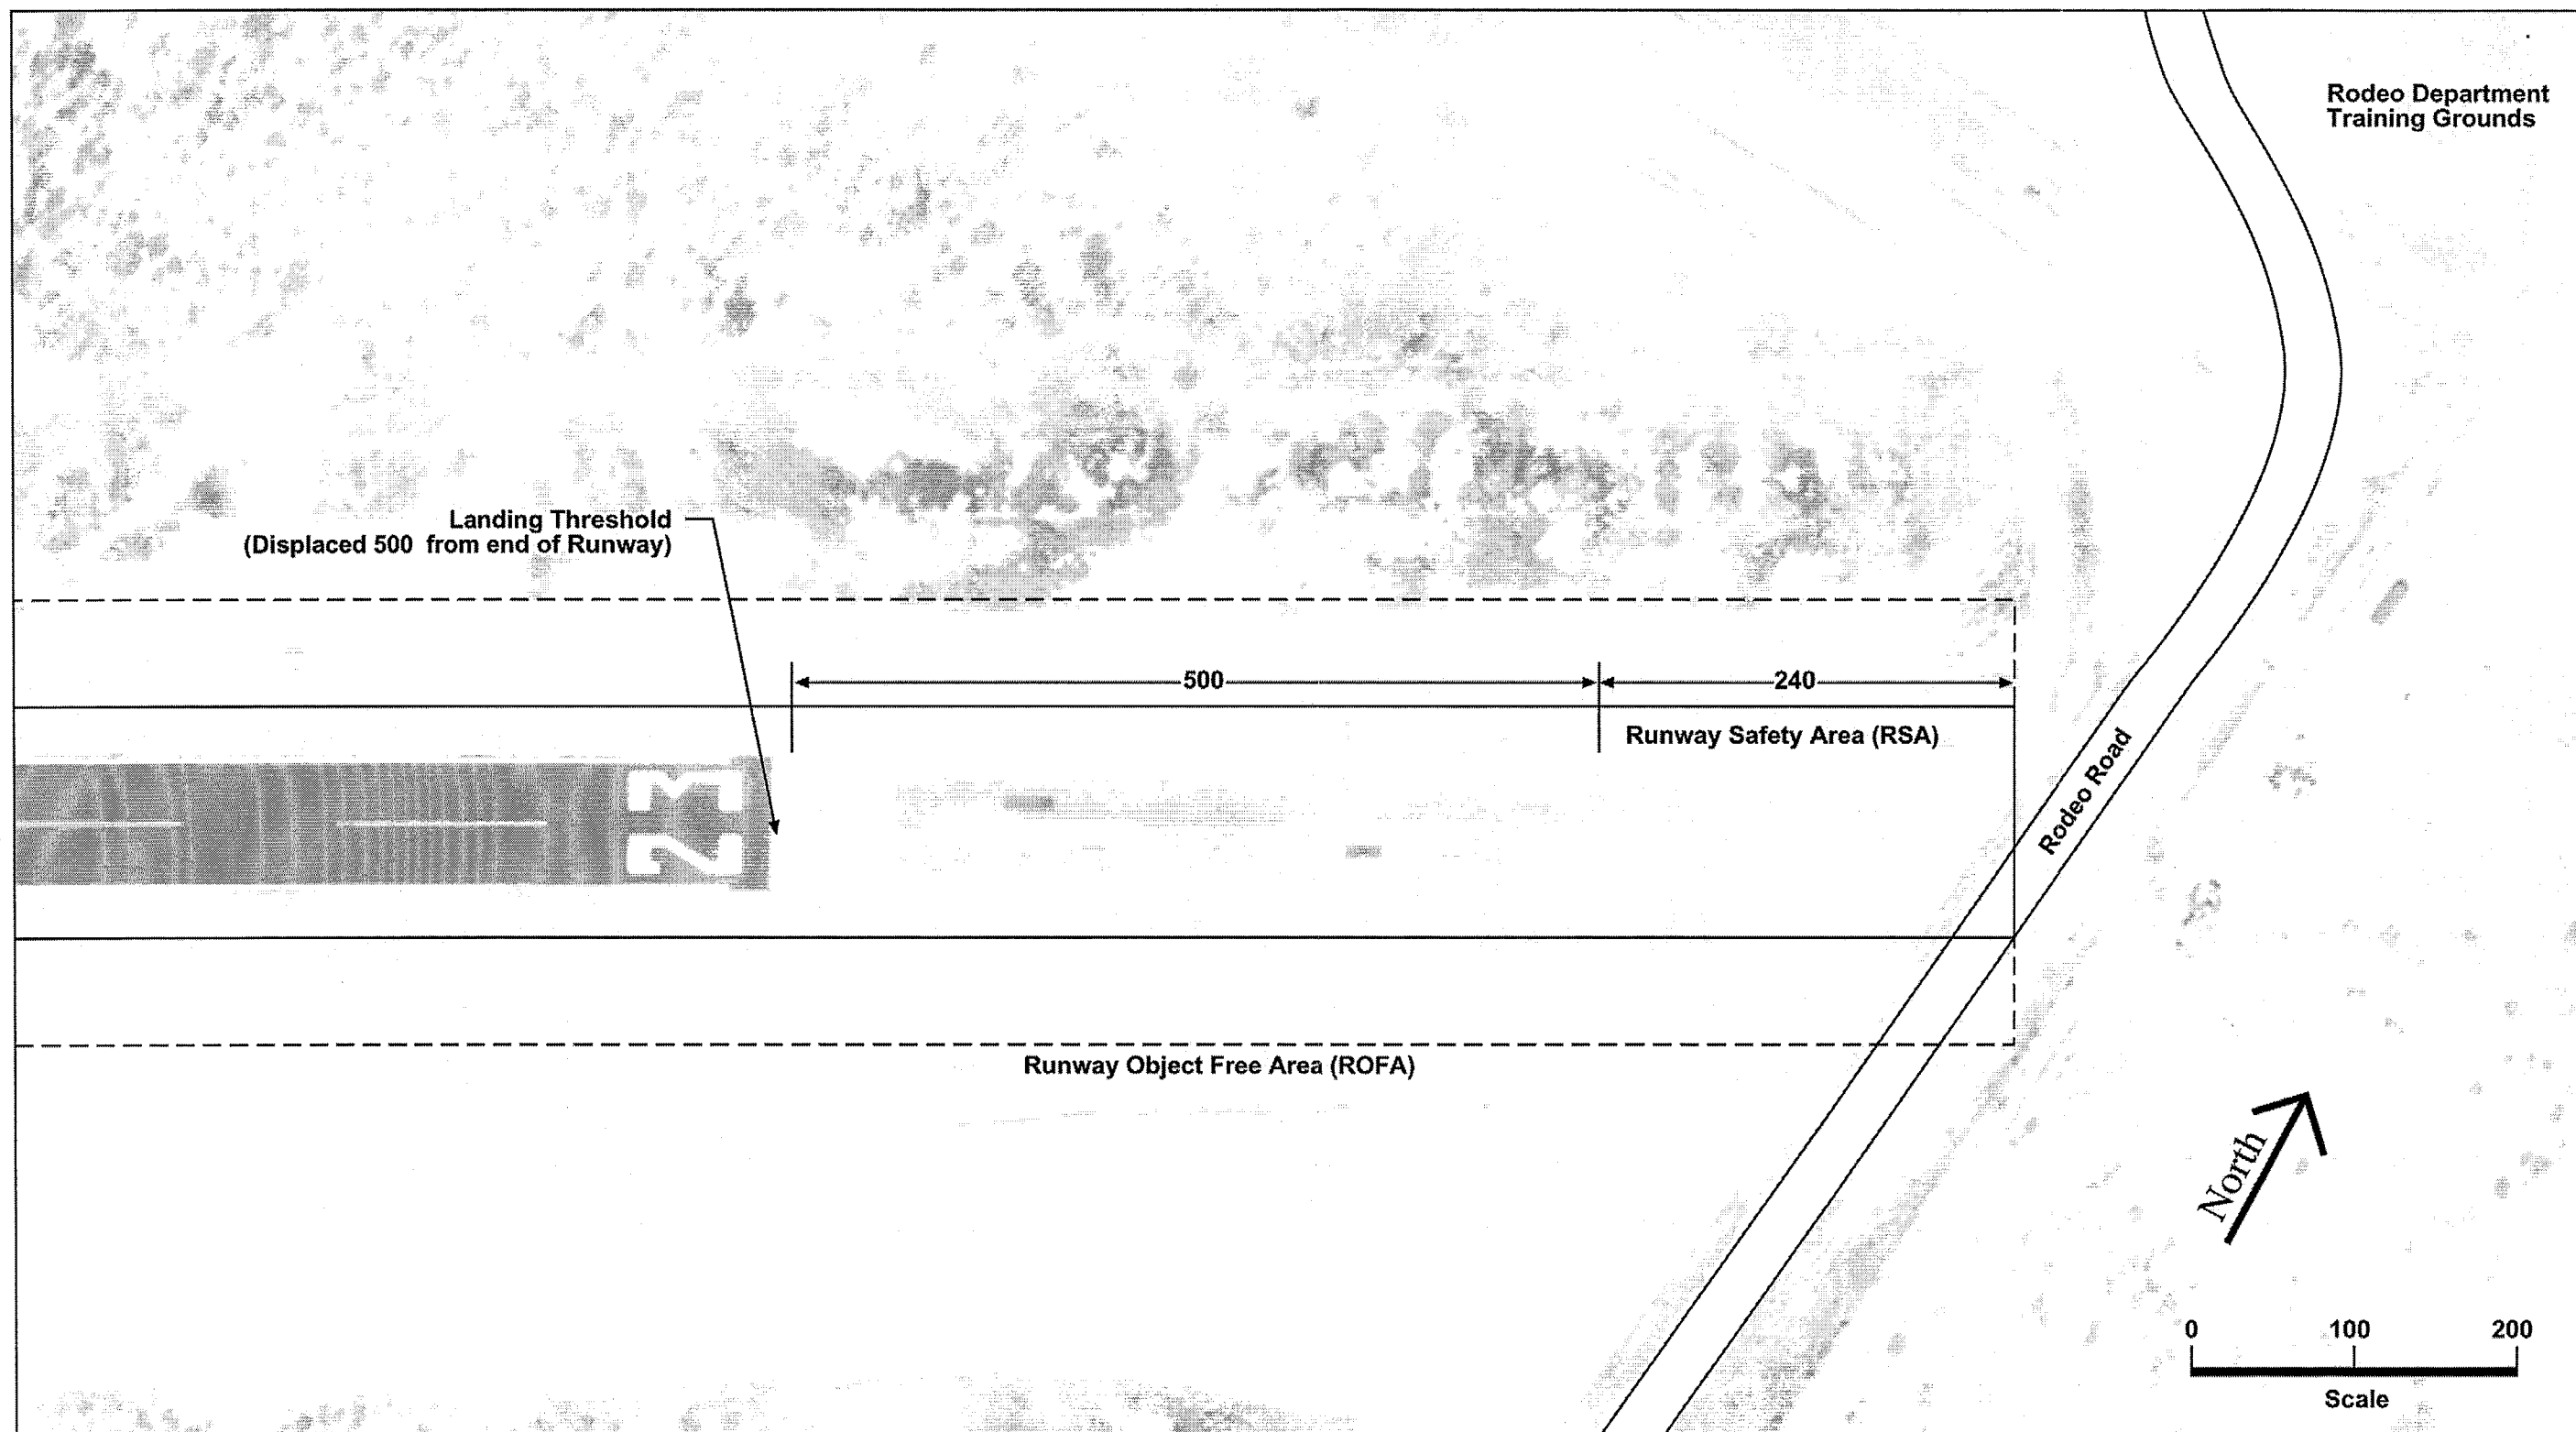 Rodeo Department
Training Grounds
Landing Threshold
(Displaced 500 from end of Runway)
500
240
Runway Safety Area (RSA)
Rodeo Road
23
Runway Object Free Area (ROFA)
North
0 100 200
Scale